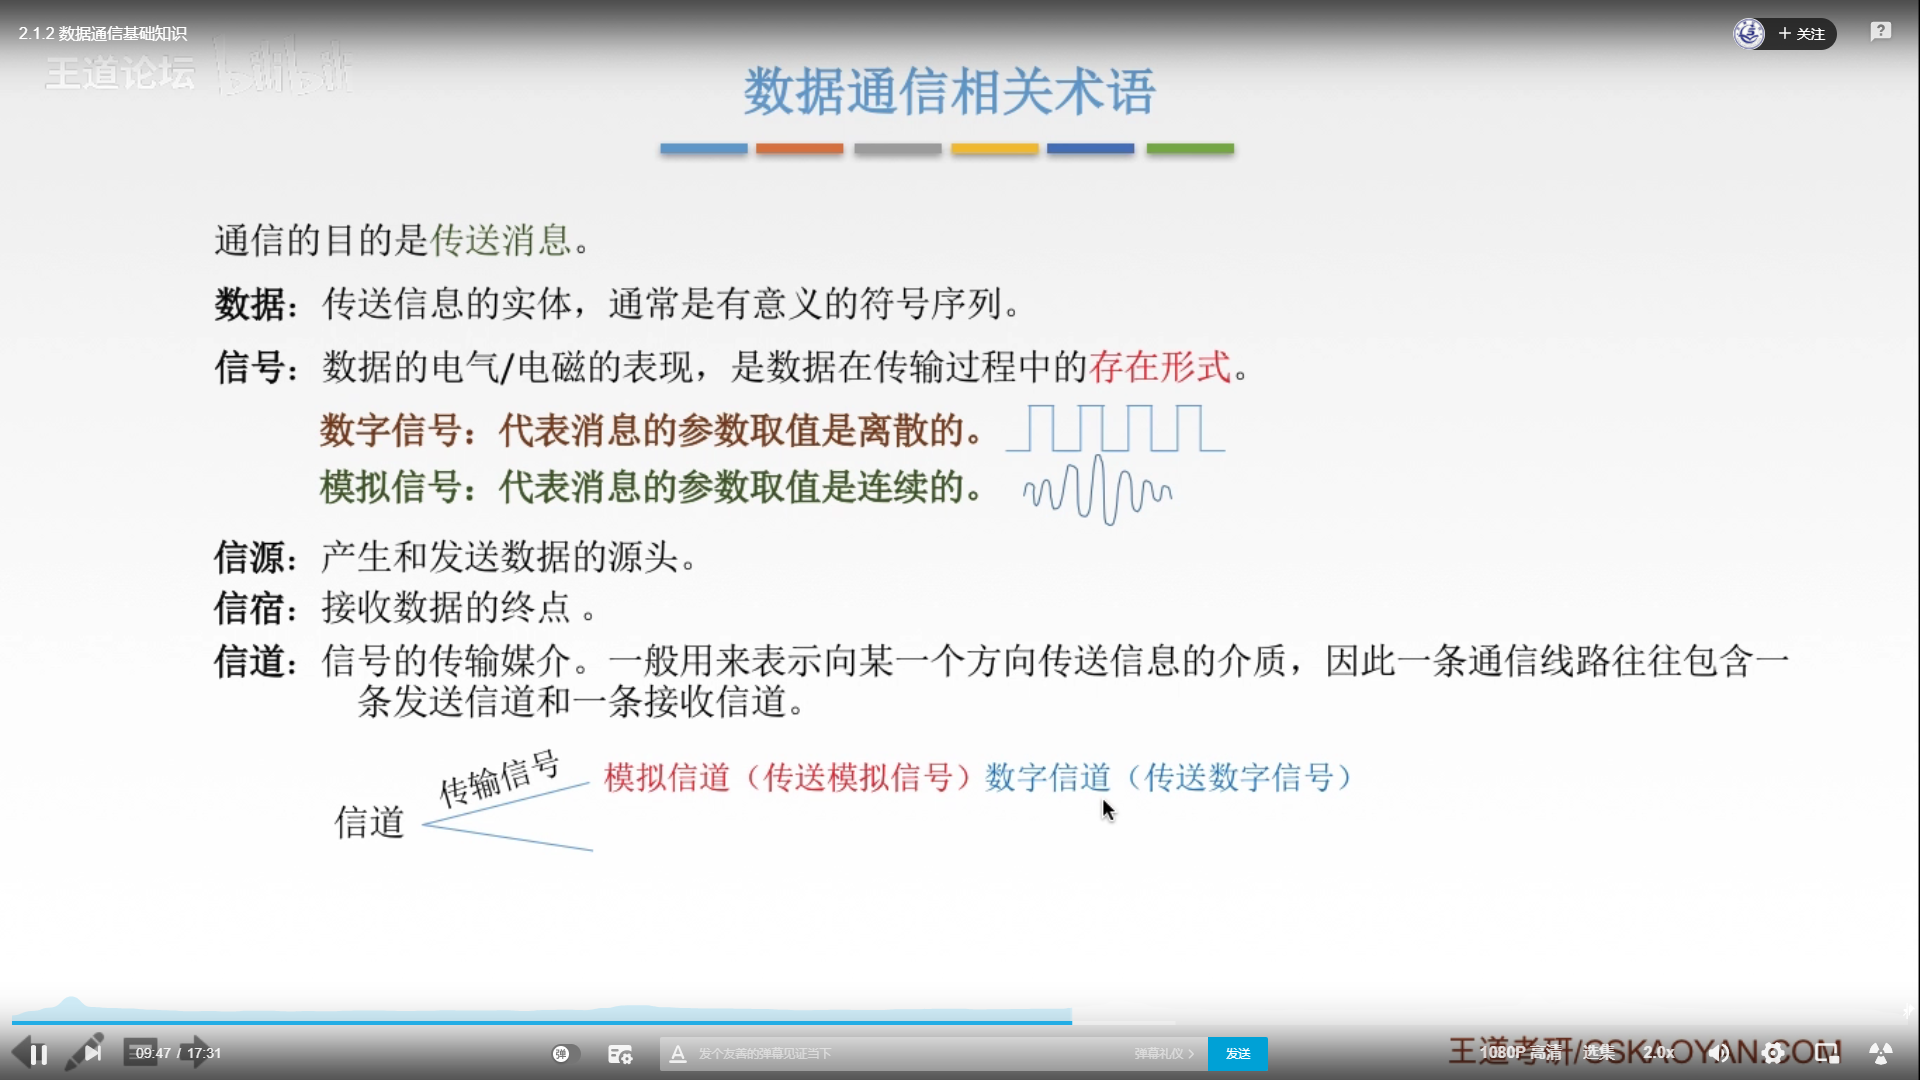 2.1.2 数据通信基础知识
+ 关注
王道论坛 bilibili
数据通信相关术语
通信的目的是传送消息。
数据：传送信息的实体，通常是有意义的符号序列。
信号：数据的电气/电磁的表现，是数据在传输过程中的存在形式。
数字信号：代表消息的参数取值是离散的。
模拟信号：代表消息的参数取值是连续的。
信源：产生和发送数据的源头。
信宿：接收数据的终点 。
信道：信号的传输媒介。一般用来表示向某一个方向传送信息的介质，因此一条通信线路往往包含一
条发送信道和一条接收信道。
传输信号
模拟信道（传送模拟信号）数字信道（传送数字信号）
信道
09:47 / 17:31
弹
发个友善的弹幕见证当下
弹幕礼仪 >
发送
王道考研/CSKAOYAN.COM
1080P 高清
选集
2.0x